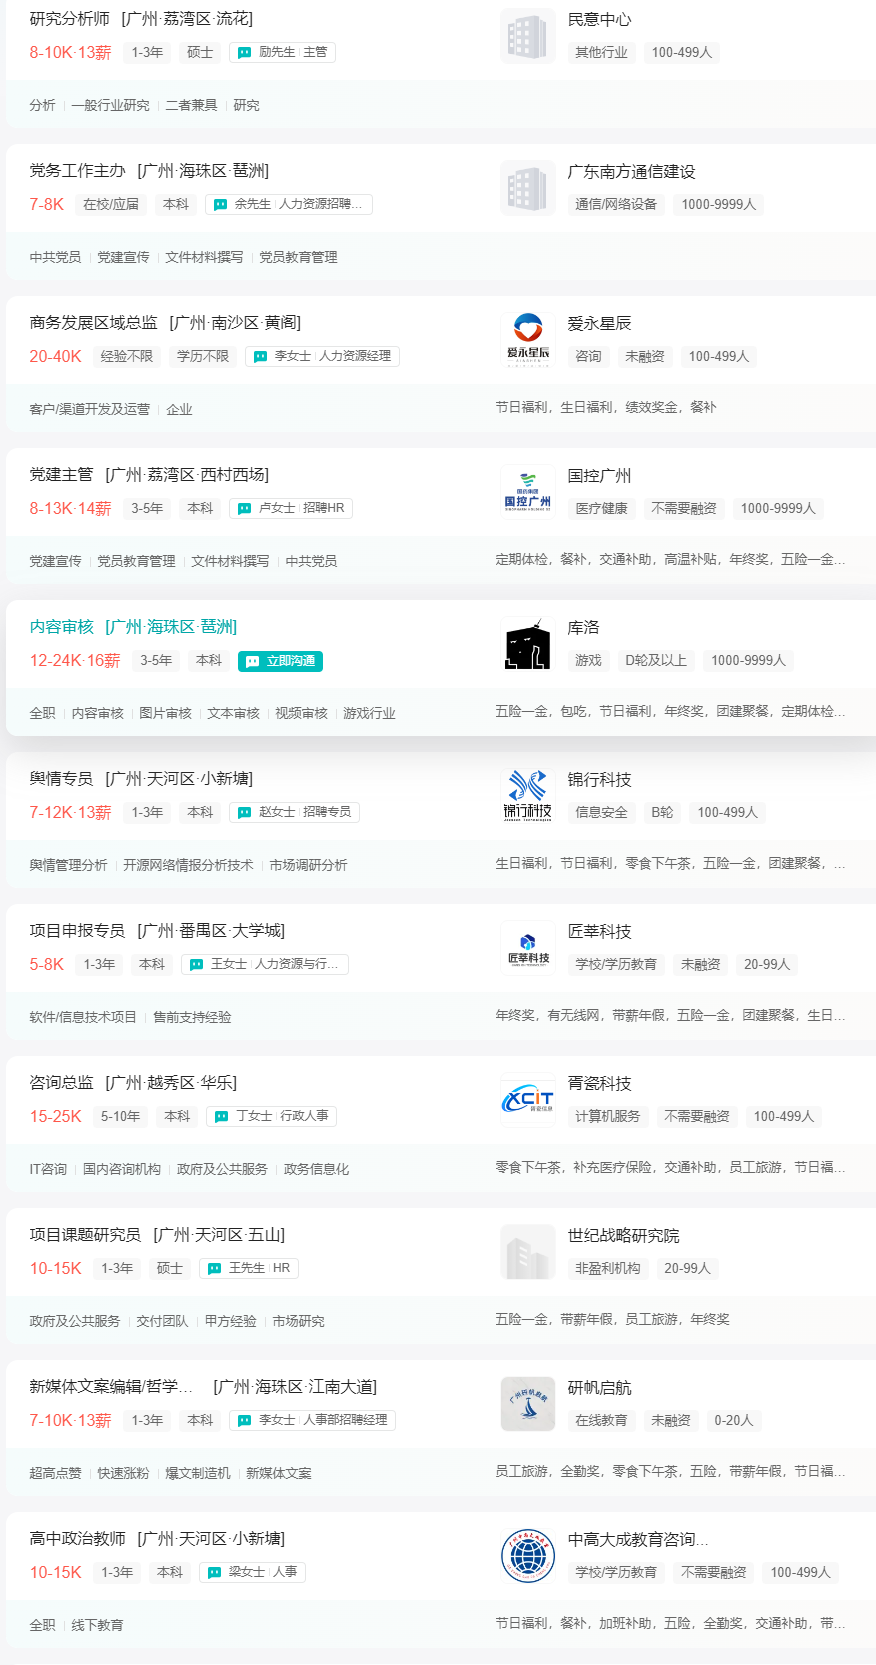 研究分析师 [广州·荔湾区·流花]
8-10K·13薪 1-3年 硕士 励先生 主管
民意中心
其他行业 100-499人
分析 一般行业研究 二者兼具 研究
党务工作主办 [广州·海珠区·琶洲]
7-8K 在校/应届 本科 余先生 人力资源招聘...
广东南方通信建设
通信/网络设备 1000-9999人
中共党员 党建宣传 文件材料撰写 党员教育管理
商务发展区域总监 [广州·南沙区·黄阁]
20-40K 经验不限 学历不限 李女士 人力资源经理
爱永星辰
爱永星辰
咨询 未融资 100-499人
客户/渠道开发及运营 企业
节日福利，生日福利，绩效奖金，餐补
党建主管 [广州·荔湾区·西村西场]
8-13K·14薪 3-5年 本科 卢女士 招聘HR
国控广州
国控广州
医疗健康 不需要融资 1000-9999人
党建宣传 党员教育管理 文件材料撰写 中共党员
定期体检，餐补，交通补助，高温补贴，年终奖，五险一金...
内容审核 [广州·海珠区·琶洲]
12-24K·16薪 3-5年 本科 立即沟通
库洛
游戏 D轮及以上 1000-9999人
全职 内容审核 图片审核 文本审核 视频审核 游戏行业
五险一金，包吃，节日福利，年终奖，团建聚餐，定期体检...
舆情专员 [广州·天河区·小新塘]
7-12K·13薪 1-3年 本科 赵女士 招聘专员
锦行科技
锦行科技
信息安全 B轮 100-499人
舆情管理分析 开源网络情报分析技术 市场调研分析
生日福利，节日福利，零食下午茶，五险一金，团建聚餐，...
项目申报专员 [广州·番禺区·大学城]
5-8K 1-3年 本科 王女士 人力资源与行...
匠莘科技
匠莘科技
学校/学历教育 未融资 20-99人
软件/信息技术项目 售前支持经验
年终奖，有无线网，带薪年假，五险一金，团建聚餐，生日...
咨询总监 [广州·越秀区·华乐]
15-25K 5-10年 本科 丁女士 行政人事
XCIT
胥瓷信息
胥瓷科技
计算机服务 不需要融资 100-499人
IT咨询 国内咨询机构 政府及公共服务 政务信息化
零食下午茶，补充医疗保险，交通补助，员工旅游，节日福...
项目课题研究员 [广州·天河区·五山]
10-15K 1-3年 硕士 王先生 HR
世纪战略研究院
非盈利机构 20-99人
政府及公共服务 交付团队 甲方经验 市场研究
五险一金，带薪年假，员工旅游，年终奖
新媒体文案编辑/哲学... [广州·海珠区·江南大道]
7-10K·13薪 1-3年 本科 李女士 人事部招聘经理
广州研帆启航
研帆启航
在线教育 未融资 0-20人
超高点赞 快速涨粉 爆文制造机 新媒体文案
员工旅游，全勤奖，零食下午茶，五险，带薪年假，节日福...
高中政治教师 [广州·天河区·小新塘]
10-15K 1-3年 本科 梁女士 人事
中高大成教育咨询...
学校/学历教育 不需要融资 100-499人
全职 线下教育
节日福利，餐补，加班补助，五险，全勤奖，交通补助，带...